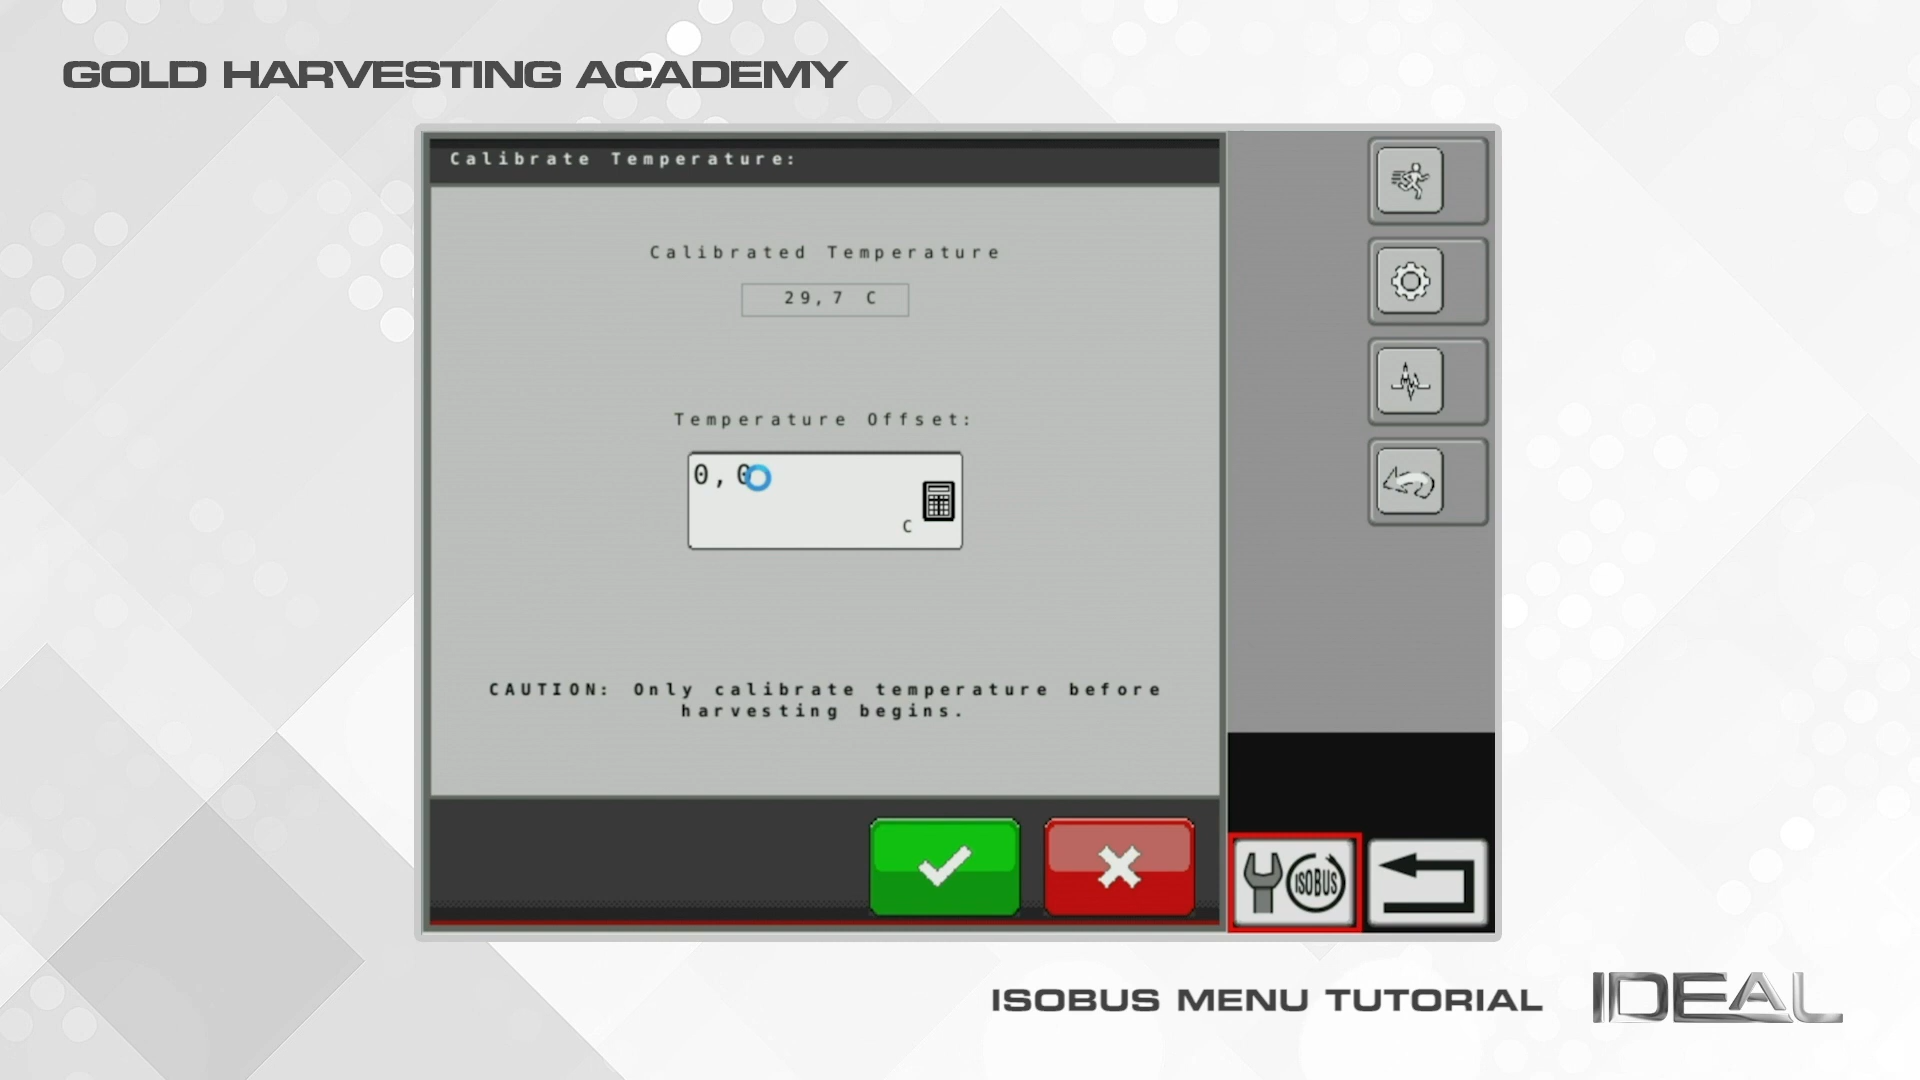 GOLD HARVESTING ACADEMY
Calibrate Temperature:
Calibrated Temperature
29,7 C
Temperature Offset:
0,0
C
CAUTION: Only calibrate temperature before
harvesting begins.
ISOBUS
ISOBUS MENU TUTORIAL
IDEAL